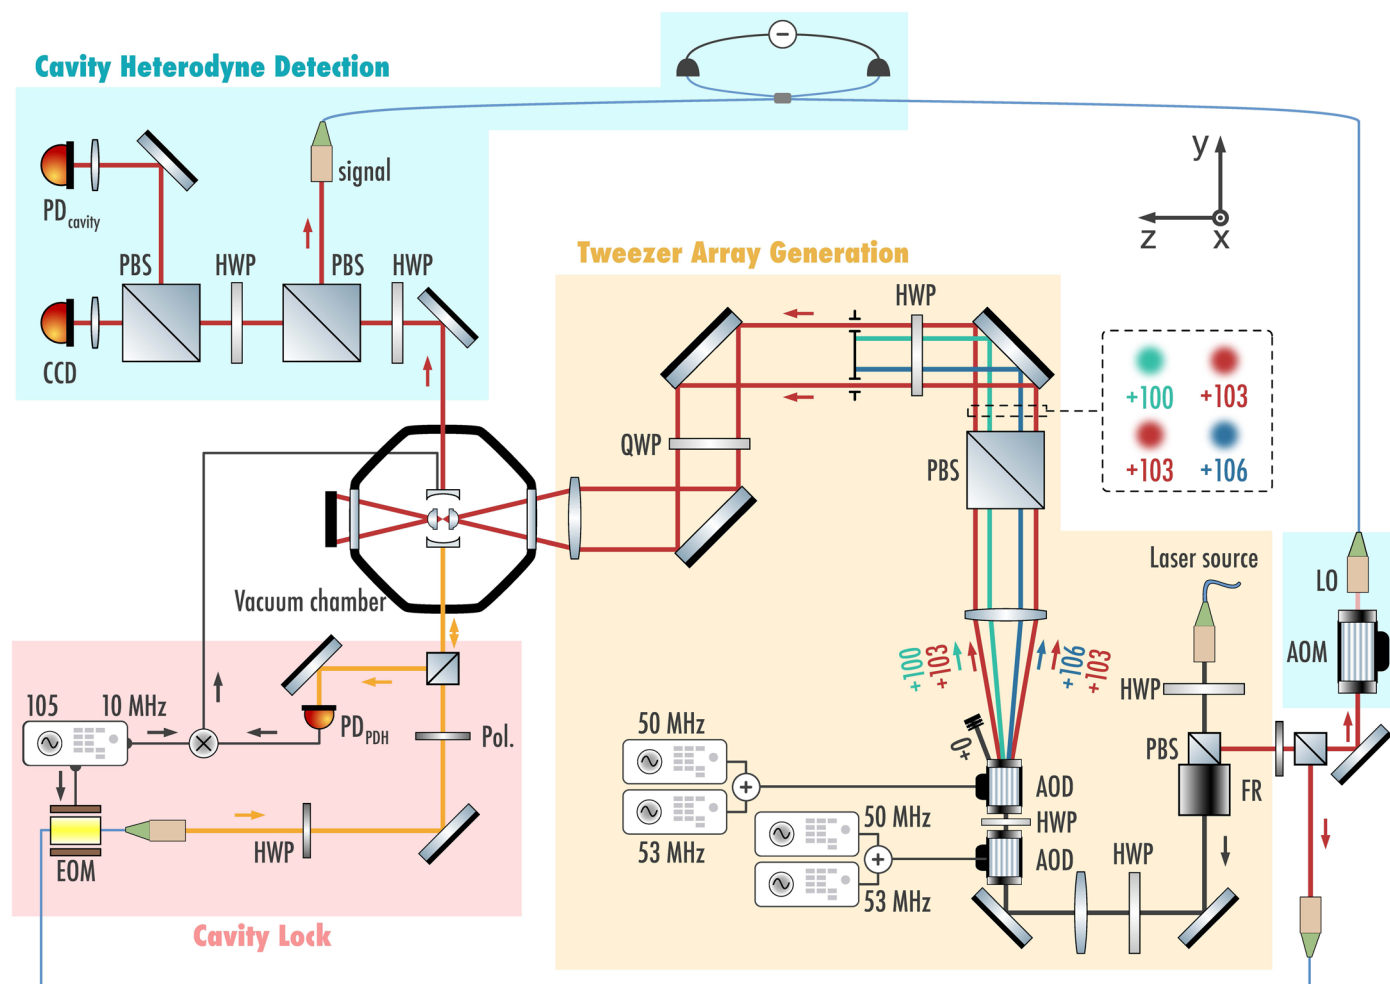 Cavity Heterodyne Detection
−
signal
PD cavity
PBS
HWP
PBS
HWP
CCD
y
z
x
Tweezer Array Generation
HWP
QWP
PBS
+100
+103
+103
+106
Vacuum chamber
Laser source
LO
AOM
+100
+103
+106
+103
+0
HWP
PBS
FR
105
10 MHz
PD PDH
Pol.
50 MHz
53 MHz
+
AOD
HWP
AOD
50 MHz
53 MHz
+
HWP
HWP
EOM
Cavity Lock